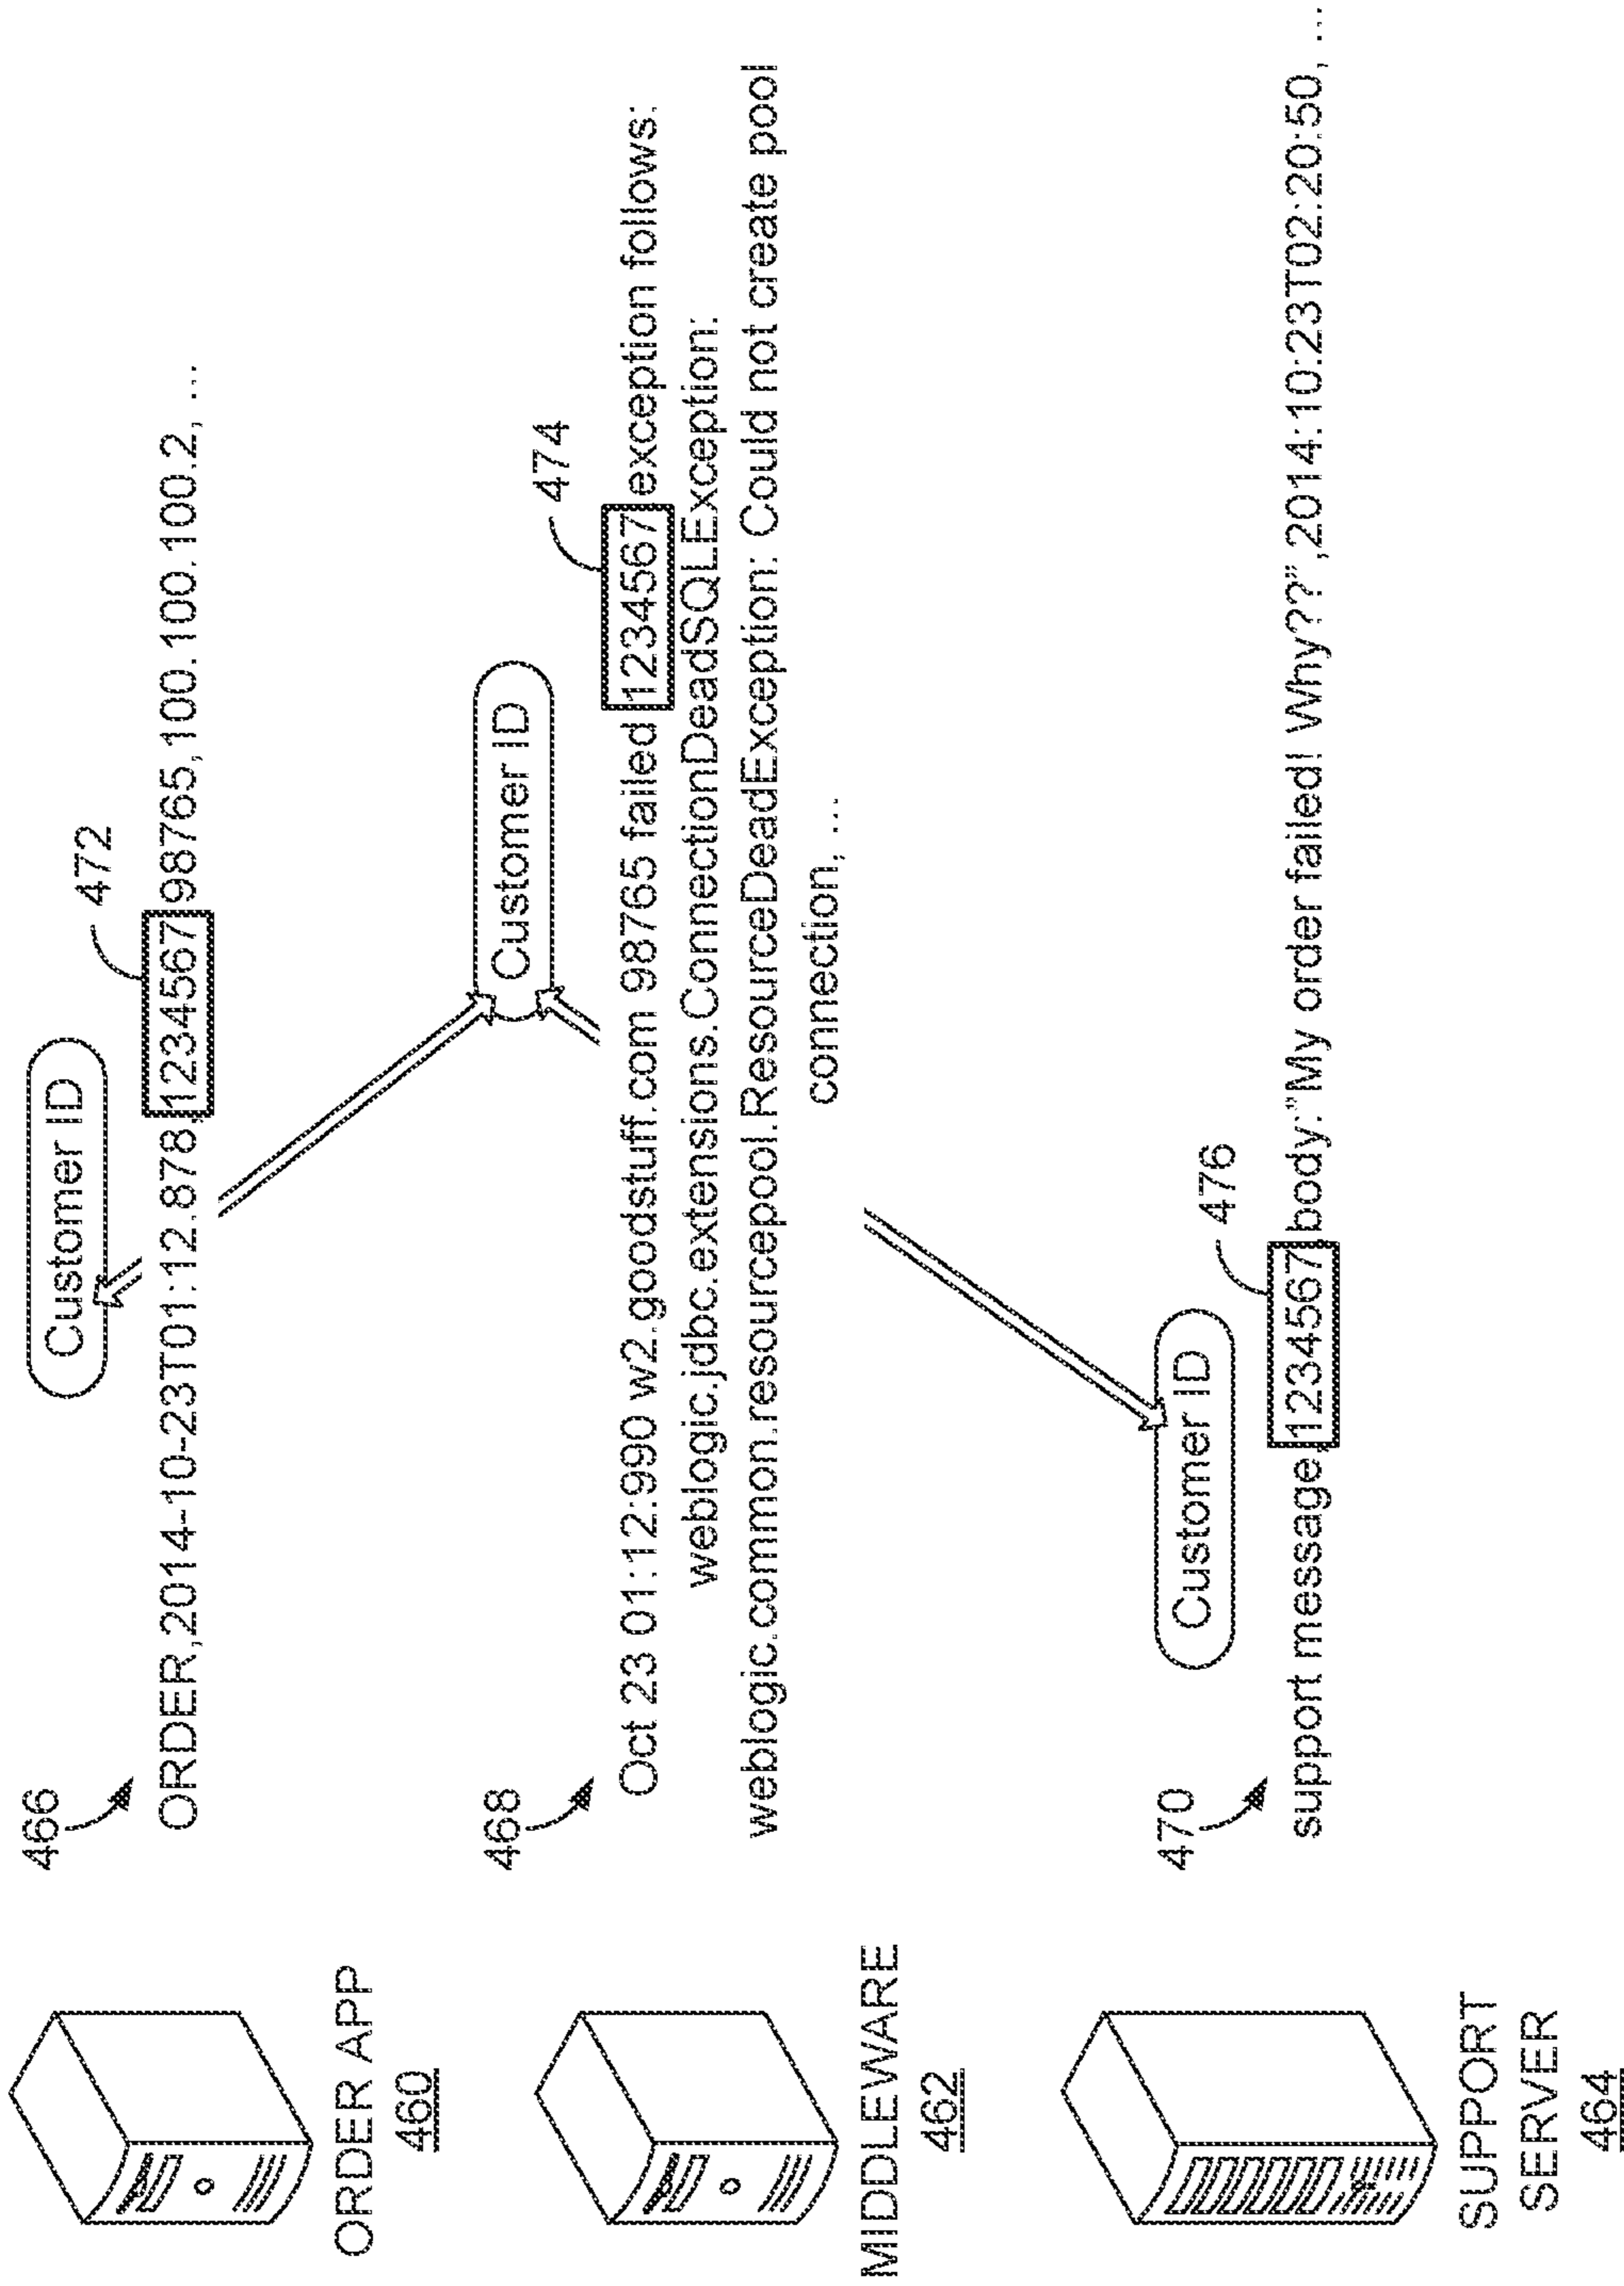 466
Customer ID
472
ORDER,2014-10-23T01:12.878,1234567,98765,100.100.100.2, ...
ORDER APP
460
468
Customer ID
474
Oct 23 01:12:990 w2.goodstuff.com 98765 failed 1234567 exception follows:
weblogic.jdbc.extensions.ConnectionDeadSQLException:
weblogic.common.resourcepool.ResourceDeadException: Could not create pool
connection, ...
MIDDLEWARE
462
470
Customer ID
476
support message,1234567,body:"My order failed! Why??",2014:10:23T02:20:50, ...
SUPPORT
SERVER
464